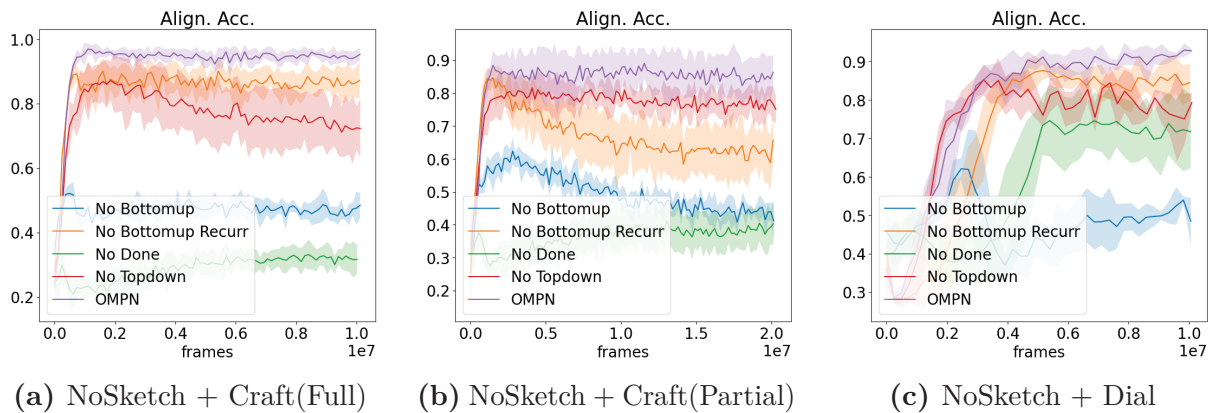 Align. Acc.
1.0
0.8
0.6
0.4
0.2
No Bottomup
No Bottomup Recurr
No Done
No Topdown
OMPN
0.0 0.2 0.4 0.6 0.8 1.0
frames 1e7
(a) NoSketch + Craft(Full)
Align. Acc.
0.9
0.8
0.7
0.6
0.5
0.4
0.3
0.2
No Bottomup
No Bottomup Recurr
No Done
No Topdown
OMPN
0.0 0.5 1.0 1.5 2.0
frames 1e7
(b) NoSketch + Craft(Partial)
Align. Acc.
0.9
0.8
0.7
0.6
0.5
0.4
0.3
No Bottomup
No Bottomup Recurr
No Done
No Topdown
OMPN
0.0 0.2 0.4 0.6 0.8 1.0
frames 1e7
(c) NoSketch + Dial